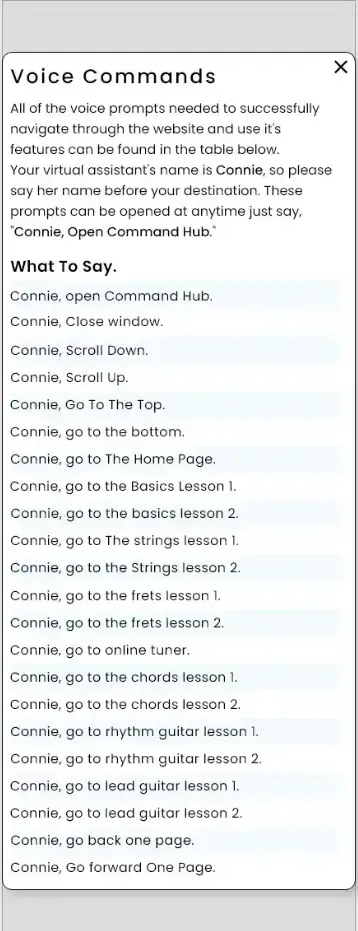 Voice Commands
All of the voice prompts needed to successfully
navigate through the website and use it's
features can be found in the table below.
Your virtual assistant's name is Connie, so please
say her name before your destination. These
prompts can be opened at anytime just say,
"Connie, Open Command Hub."
What To Say.
Connie, open Command Hub.
Connie, Close window.
Connie, Scroll Down.
Connie, Scroll Up.
Connie, Go To The Top.
Connie, go to the bottom.
Connie, go to The Home Page.
Connie, go to the Basics Lesson 1.
Connie, go to the basics lesson 2.
Connie, go to The strings lesson 1.
Connie, go to the Strings lesson 2.
Connie, go to the frets lesson 1.
Connie, go to the frets lesson 2.
Connie, go to online tuner.
Connie, go to the chords lesson 1.
Connie, go to the chords lesson 2.
Connie, go to rhythm guitar lesson 1.
Connie, go to rhythm guitar lesson 2.
Connie, go to lead guitar lesson 1.
Connie, go to lead guitar lesson 2.
Connie, go back one page.
Connie, Go forward One Page.